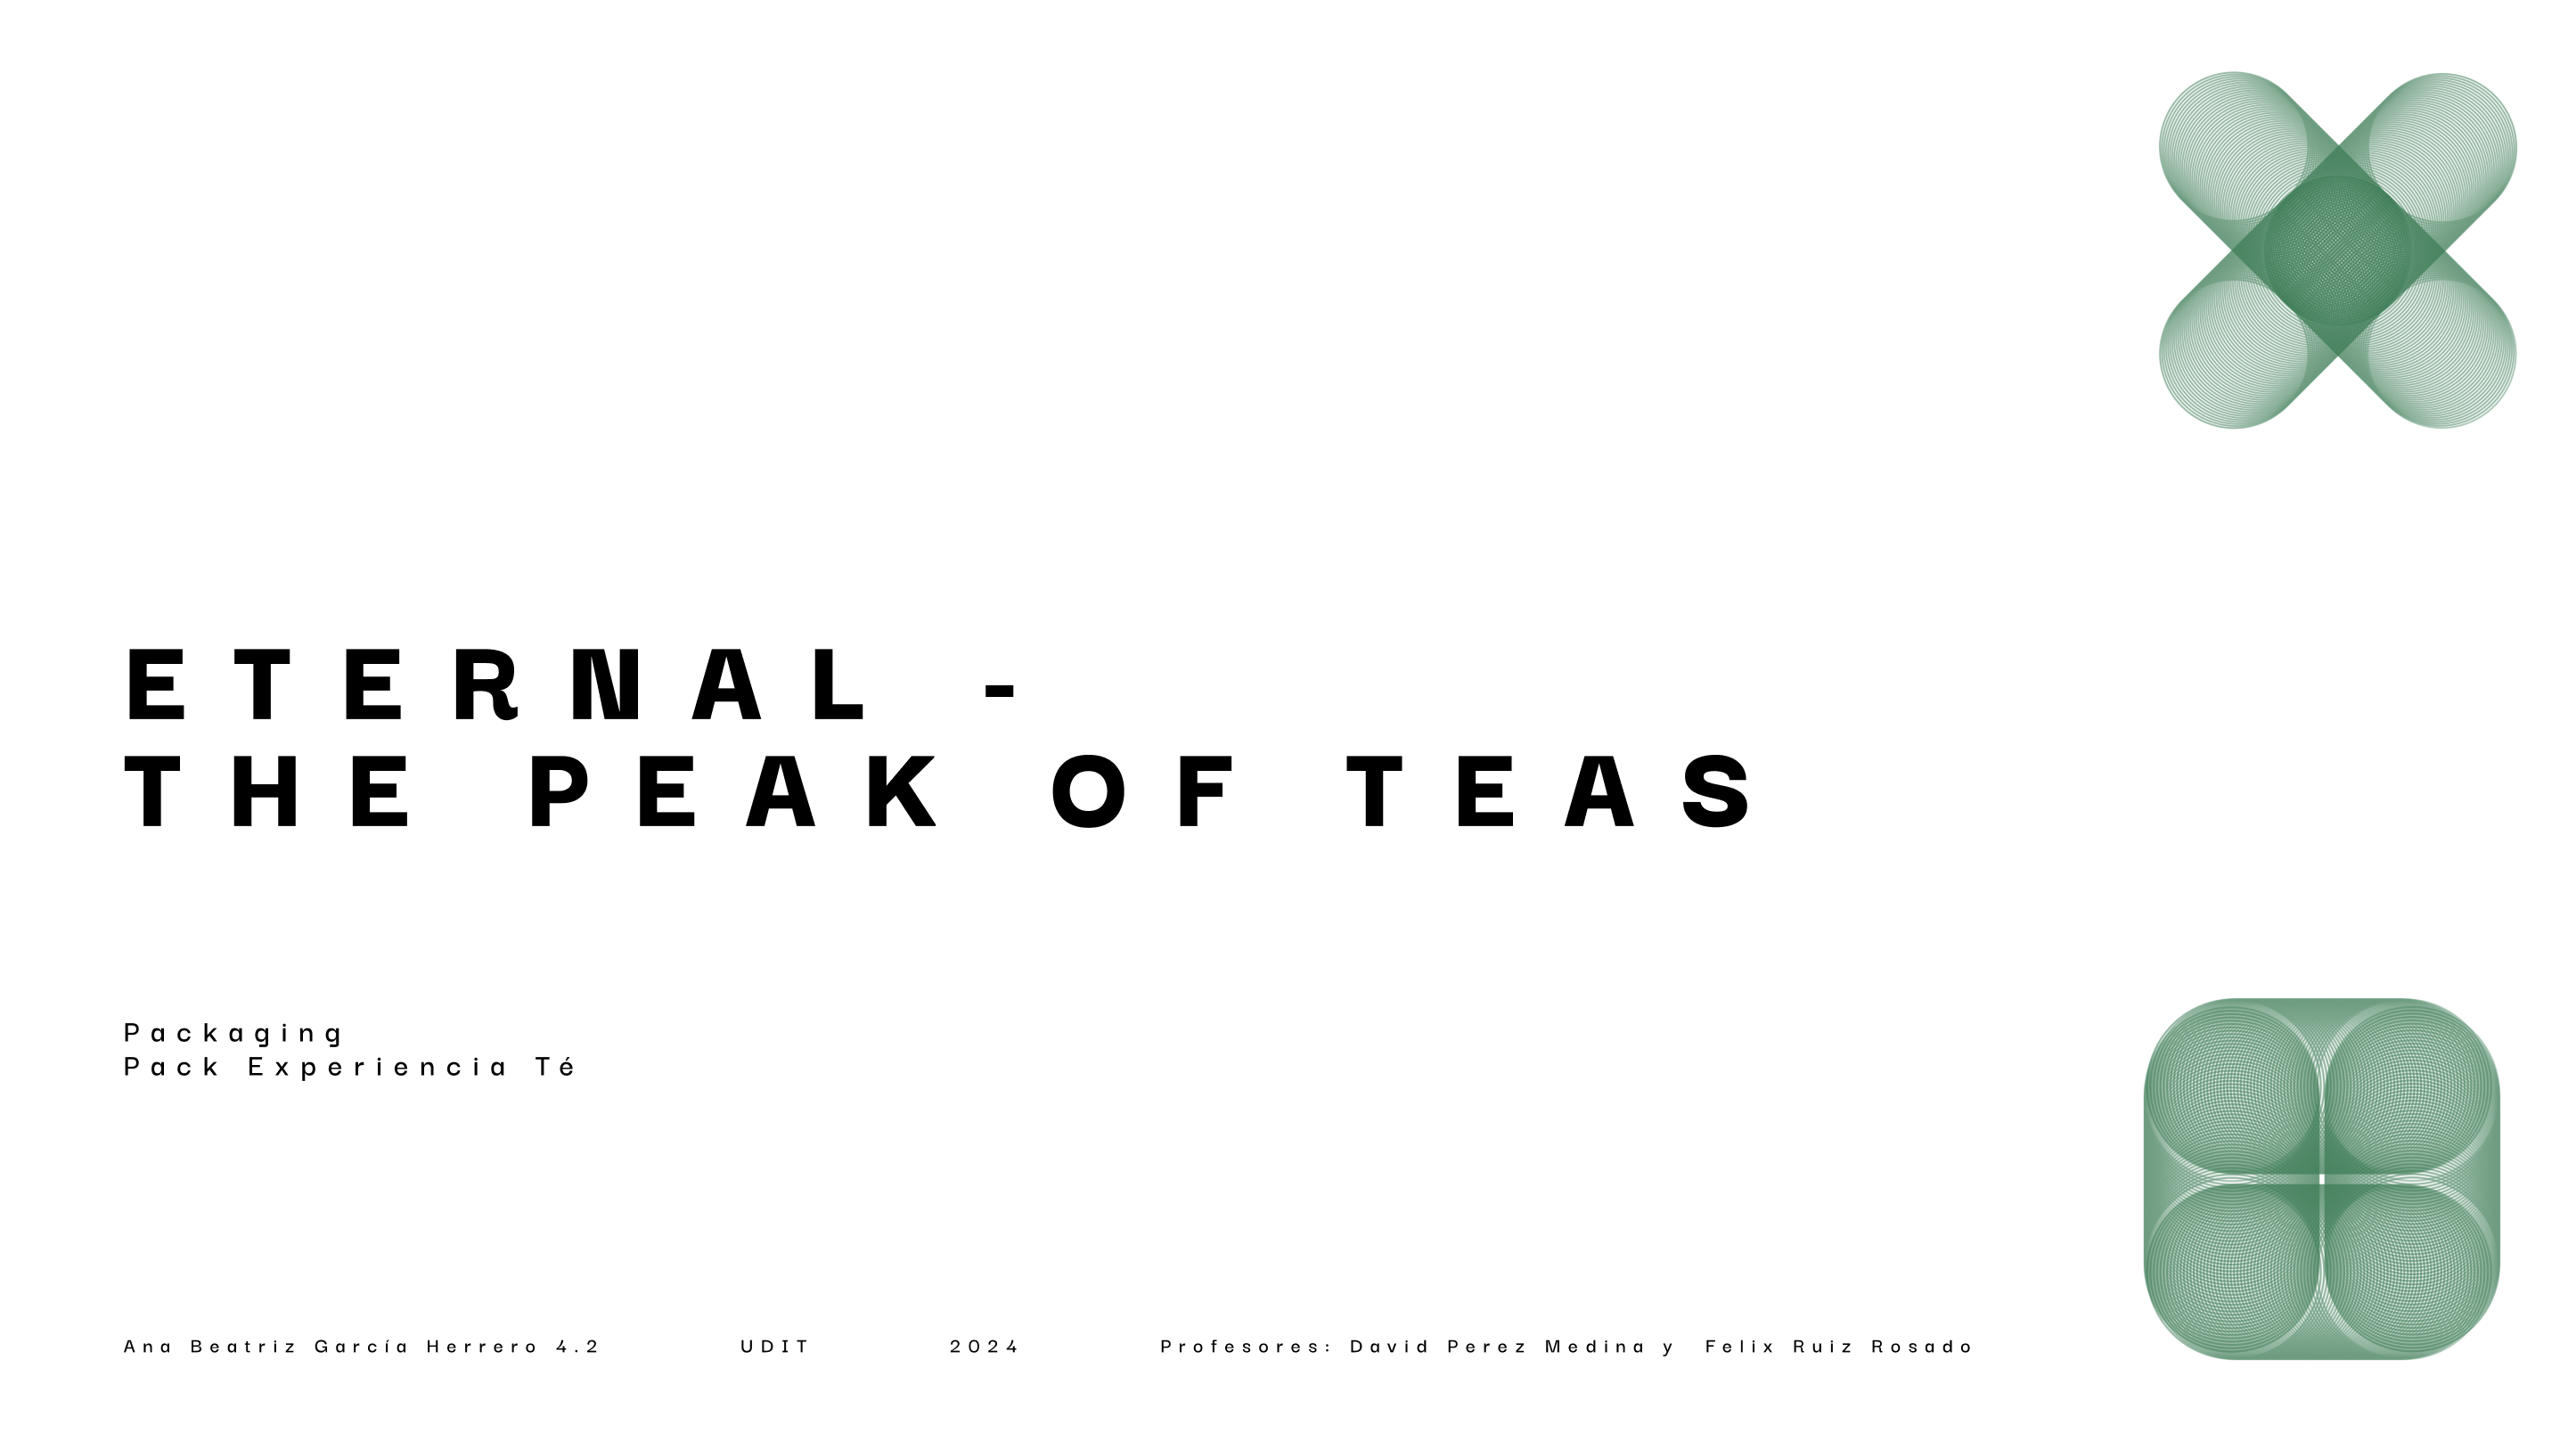 ETERNAL -
THE PEAK OF TEAS
Packaging
Pack Experiencia Té
Ana Beatriz García Herrero 4.2 UDIT 2024 Profesores: David Perez Medina y Felix Ruiz Rosado